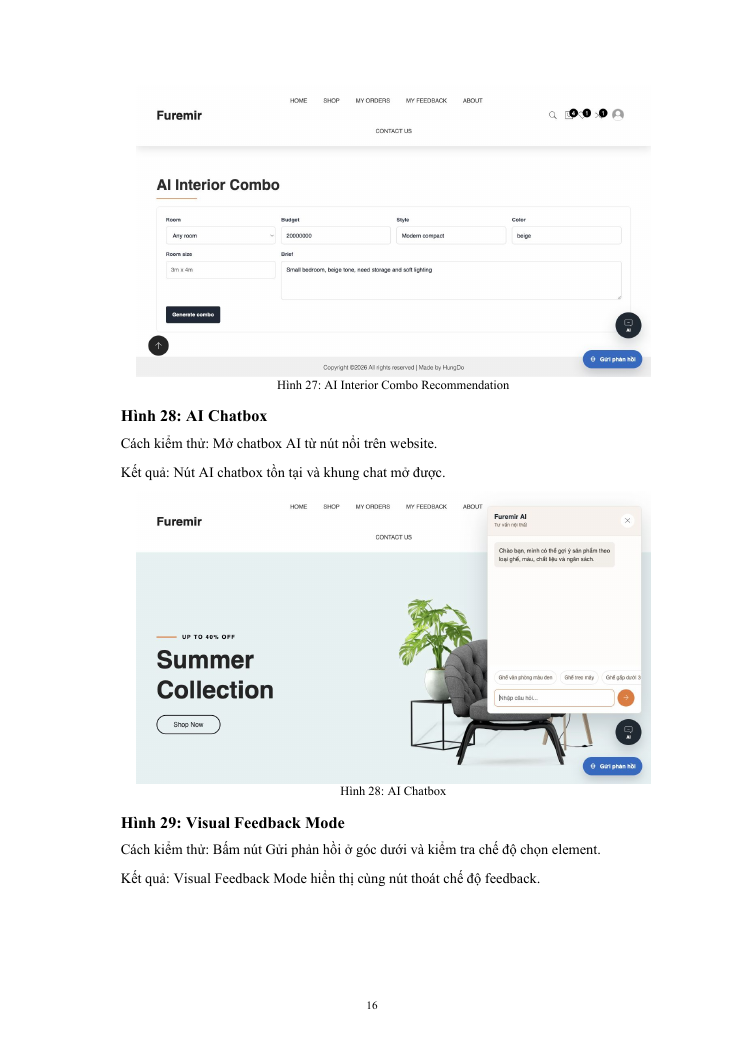 HOME SHOP MY ORDERS MY FEEDBACK ABOUT
Furemir
4 1 1
CONTACT US
AI Interior Combo
Room Budget Style Color
Any room 20000000 Modern compact beige
Room size Brief
3m x 4m Small bedroom, beige tone, need storage and soft lighting
Generate combo
AI
Gửi phản hồi
Copyright ©2026 All rights reserved | Made by HungDo
Hình 27: AI Interior Combo Recommendation
Hình 28: AI Chatbox
Cách kiểm thử: Mở chatbox AI từ nút nổi trên website.
Kết quả: Nút AI chatbox tồn tại và khung chat mở được.
HOME SHOP MY ORDERS MY FEEDBACK ABOUT
Furemir
CONTACT US
Furemir AI
Tư vấn nội thất
Chào bạn, mình có thể gợi ý sản phẩm theo
loại ghế, màu, chất liệu và ngân sách.
UP TO 40% OFF
Summer
Collection
Shop Now
Ghế văn phòng màu đen Ghế treo mây Ghế gấp dưới 3
Nhập câu hỏi...
AI
Gửi phản hồi
Hình 28: AI Chatbox
Hình 29: Visual Feedback Mode
Cách kiểm thử: Bấm nút Gửi phản hồi ở góc dưới và kiểm tra chế độ chọn element.
Kết quả: Visual Feedback Mode hiển thị cùng nút thoát chế độ feedback.
16